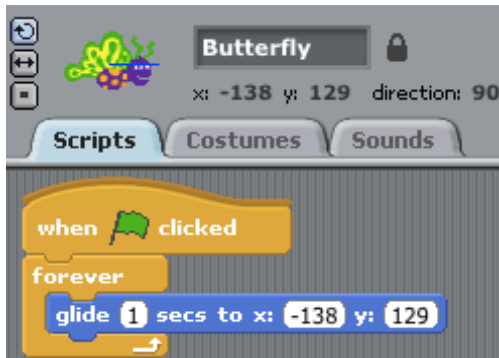 Butterfly
x: -138 y: 129 direction: 90
Scripts Costumes Sounds
when clicked
forever
glide 1 secs to x: -138 y: 129